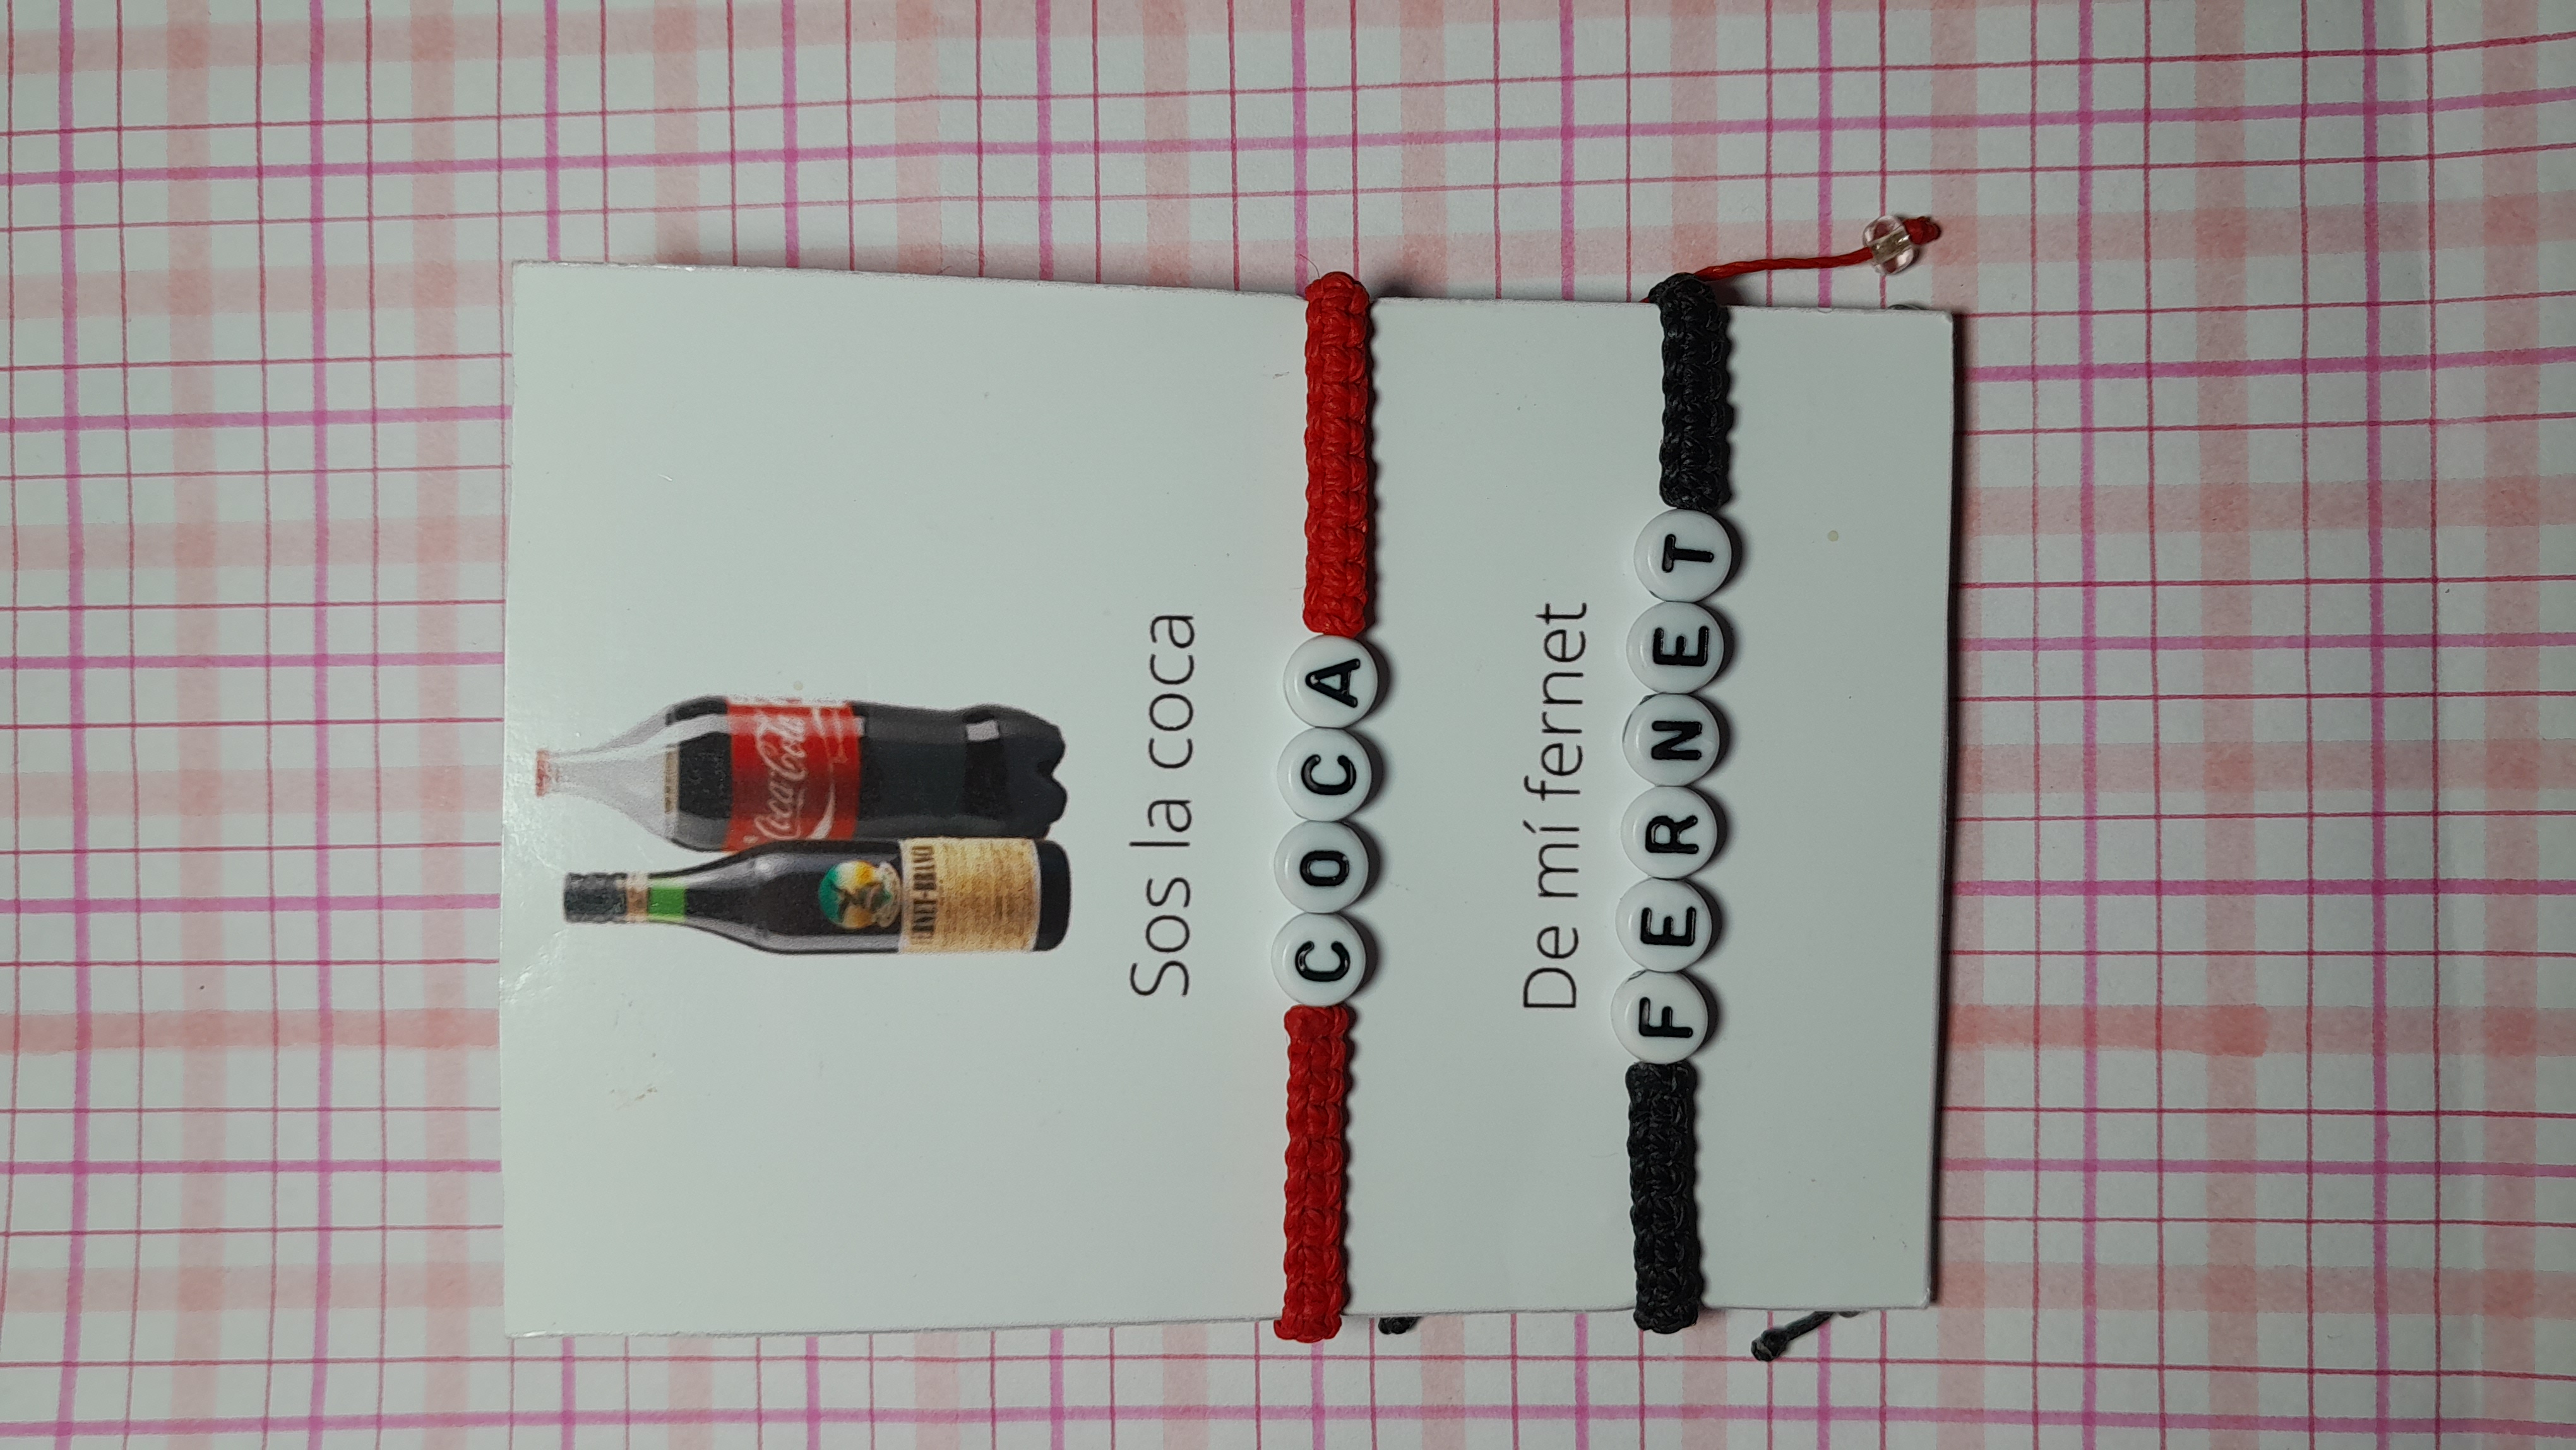 Coca-Cola
FERNET-BRANCA
Sos la coca
COCA
De mí fernet
FERNET